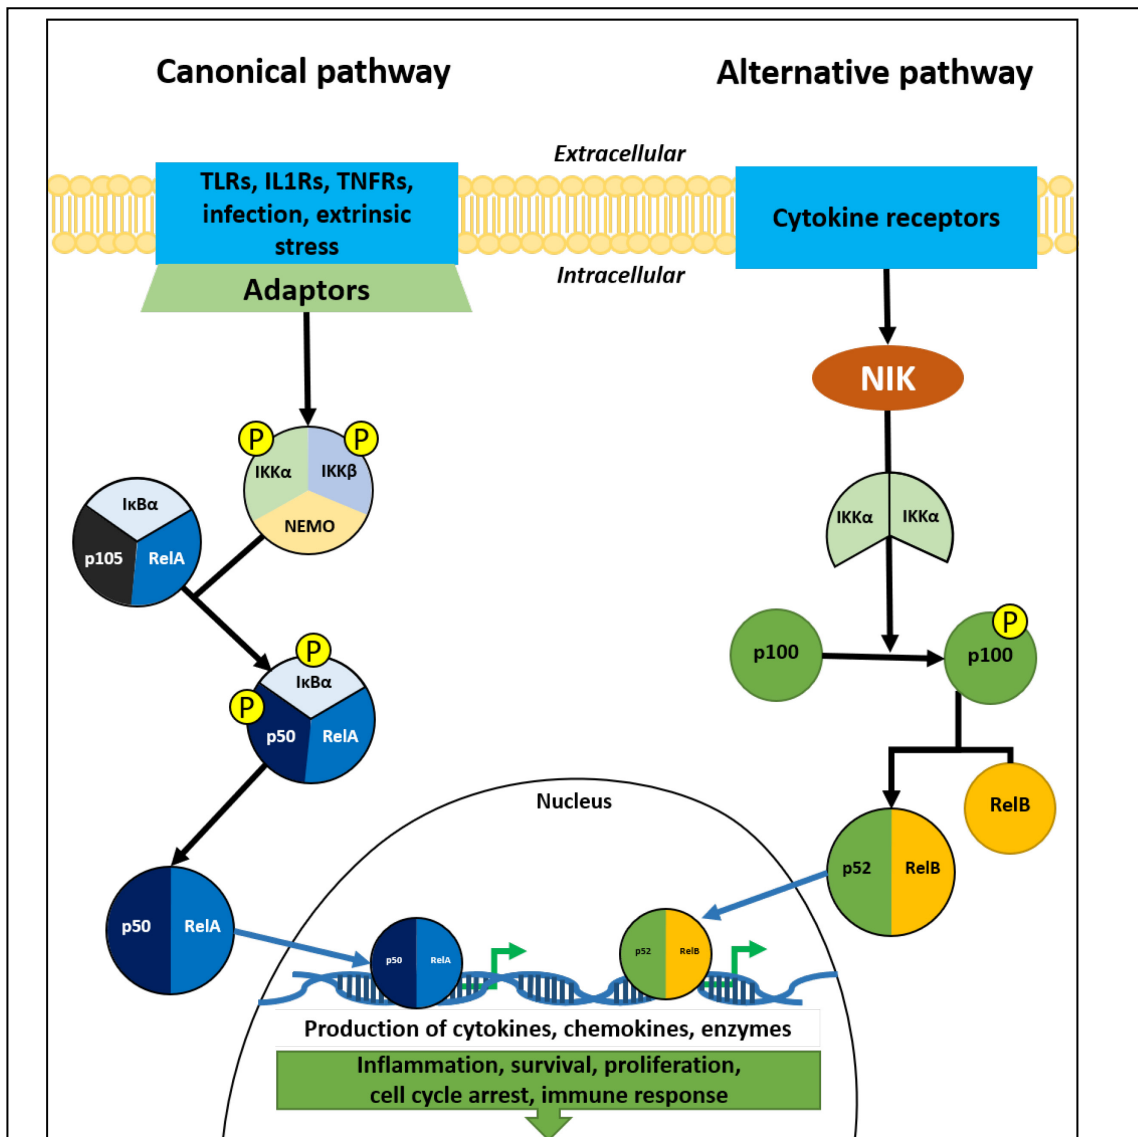 Canonical pathway
Alternative pathway
Extracellular
TLRs, IL1Rs, TNFRs,
infection, extrinsic
stress
Cytokine receptors
Intracellular
Adaptors
NIK
P
P
IKKα
IKKβ
NEMO
IκBα
p105
RelA
IKKα
IKKα
P
p100
p100
P
IκBα
P
p50
RelA
RelB
Nucleus
p52
RelB
p50
RelA
p50
RelA
p52
RelB
Production of cytokines, chemokines, enzymes
Inflammation, survival, proliferation,
cell cycle arrest, immune response